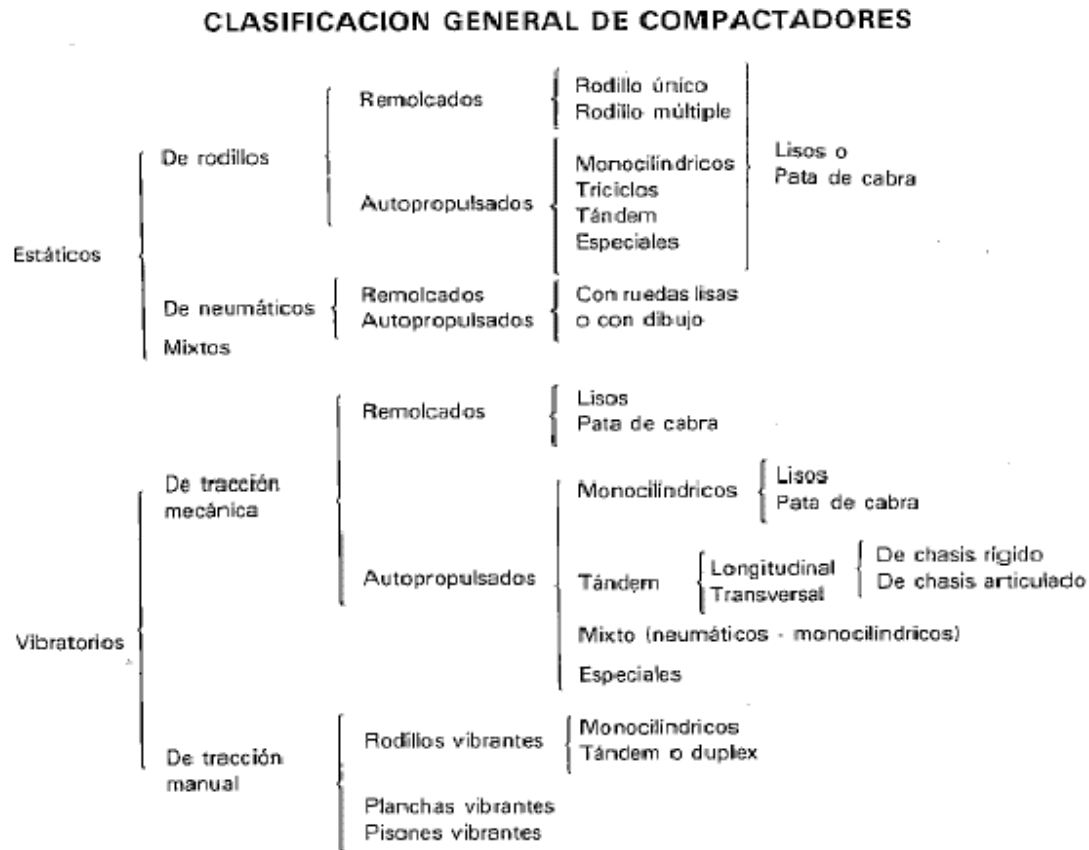 CLASIFICACION GENERAL DE COMPACTADORES
Estáticos
De rodillos
Remolcados
Rodillo único
Rodillo múltiple
Autopropulsados
Monocilíndricos
Triciclos
Tándem
Especiales
Lisos o
Pata de cabra
De neumáticos
Remolcados
Autopropulsados
Con ruedas lisas
o con dibujo
Mixtos
Vibratorios
De tracción
mecánica
Remolcados
Lisos
Pata de cabra
Autopropulsados
Monocilíndricos
Lisos
Pata de cabra
Tándem
Longitudinal
Transversal
De chasis rígido
De chasis articulado
Mixto (neumáticos - monocilindricos)
Especiales
De tracción
manual
Rodillos vibrantes
Monocilíndricos
Tándem o duplex
Planchas vibrantes
Pisones vibrantes